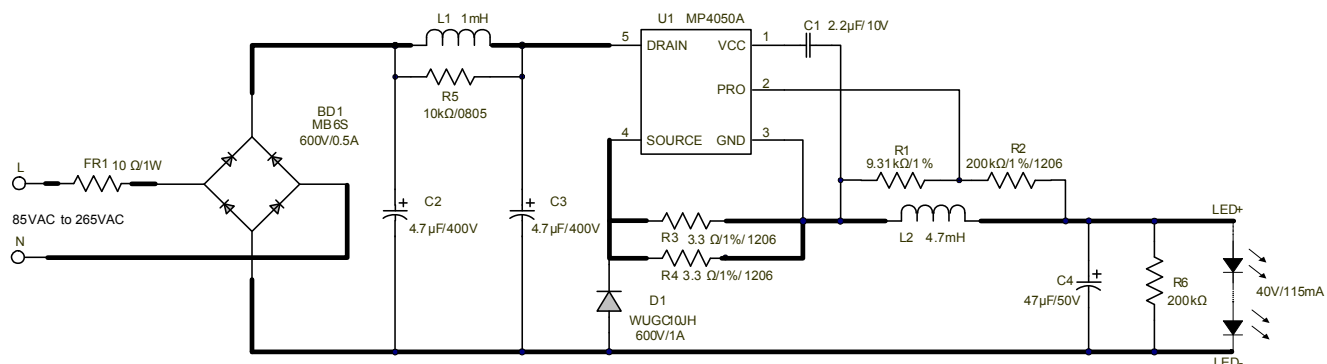 L1 1mH
U1 MP4050A
C1 2.2µF/10V
5 DRAIN VCC 1
PRO 2
4 SOURCE GND 3
R5
10kΩ/0805
BD1
MB6S
600V/0.5A
L FR1 10 Ω/1W
85VAC to 265VAC
N
C2
4.7µF/400V
C3
4.7µF/400V
R1
9.31kΩ/1%
R2
200kΩ/1%/1206
R3 3.3 Ω/1%/ 1206
R4 3.3 Ω/1%/ 1206
L2 4.7mH
D1
WUGC10JH
600V/1A
C4
47µF/50V
R6
200kΩ
LED+
40V/115mA
LED-